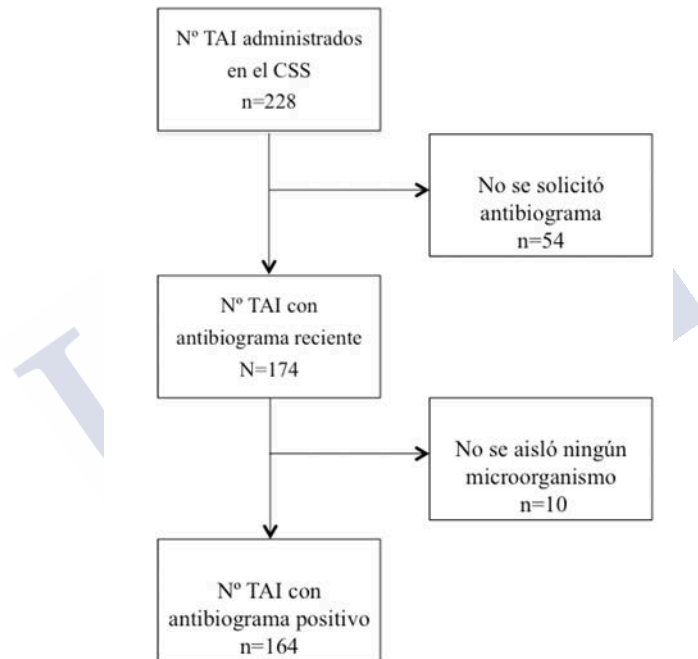 Nº TAI administrados
en el CSS
n=228
No se solicitó
antibiograma
n=54
Nº TAI con
antibiograma reciente
N=174
No se aisló ningún
microorganismo
n=10
Nº TAI con
antibiograma positivo
n=164